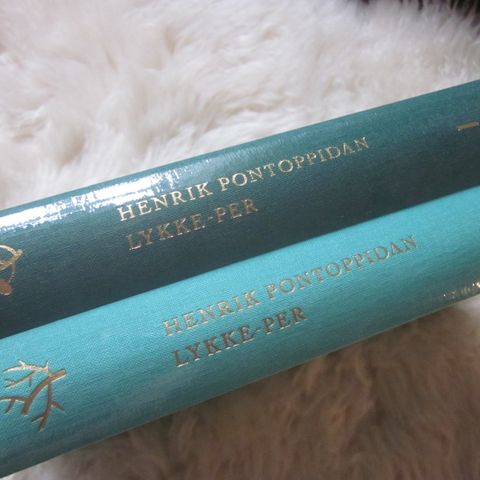 HENRIK PONTOPPIDAN
LYKKE-PER
I
HENRIK PONTOPPIDAN
LYKKE-PER